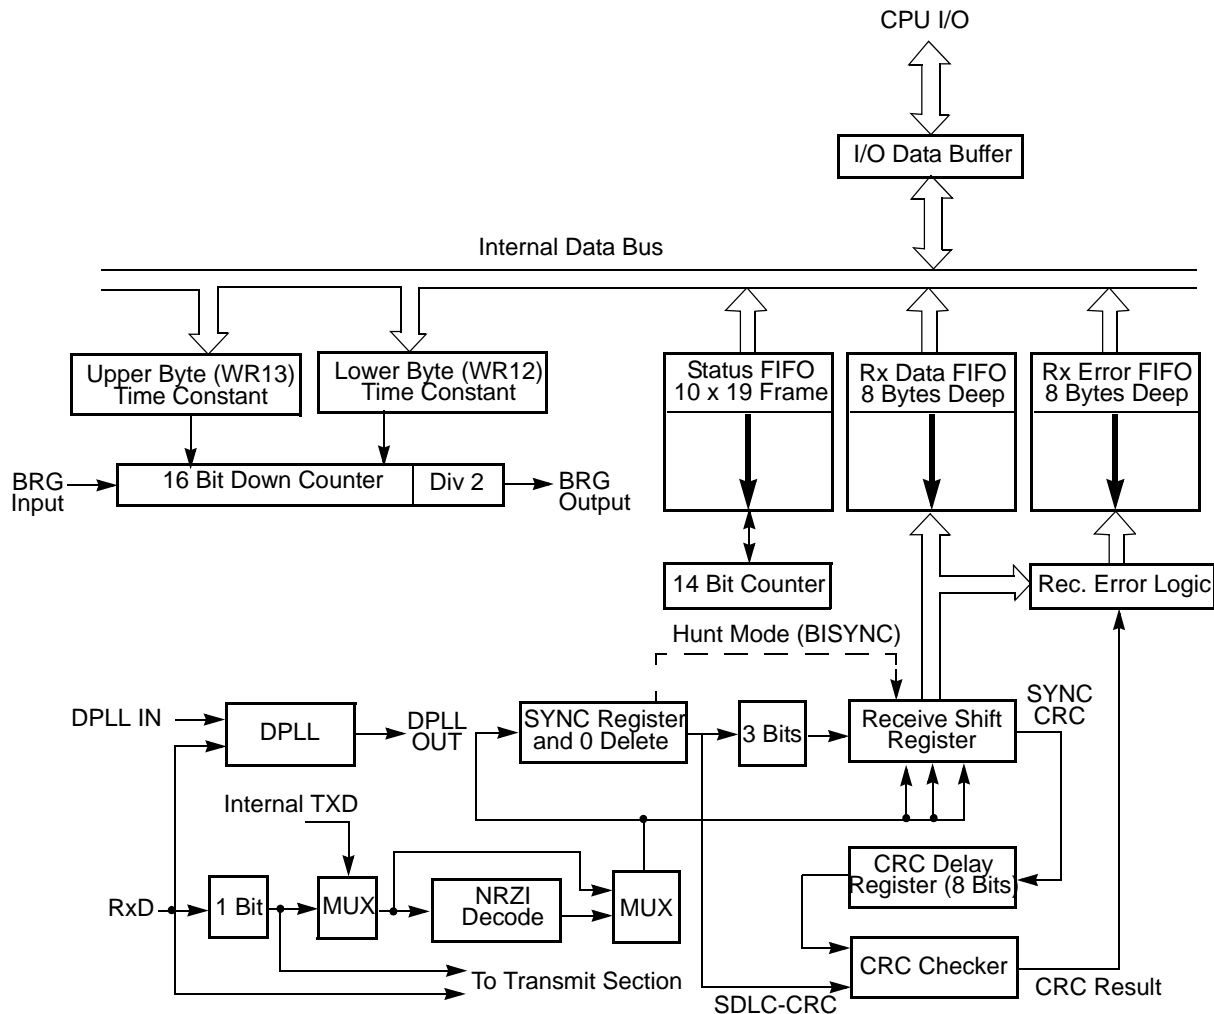 CPU I/O
I/O Data Buffer
Internal Data Bus
Upper Byte (WR13)
Time Constant
Lower Byte (WR12)
Time Constant
Status FIFO
10 x 19 Frame
Rx Data FIFO
8 Bytes Deep
Rx Error FIFO
8 Bytes Deep
BRG
Input
16 Bit Down Counter
Div 2
BRG
Output
14 Bit Counter
Rec. Error Logic
Hunt Mode (BISYNC)
DPLL IN
DPLL
DPLL
OUT
SYNC Register
and 0 Delete
3 Bits
Receive Shift
Register
SYNC
CRC
Internal TXD
RxD
1 Bit
MUX
NRZI
Decode
MUX
CRC Delay
Register (8 Bits)
To Transmit Section
CRC Checker
SDLC-CRC
CRC Result